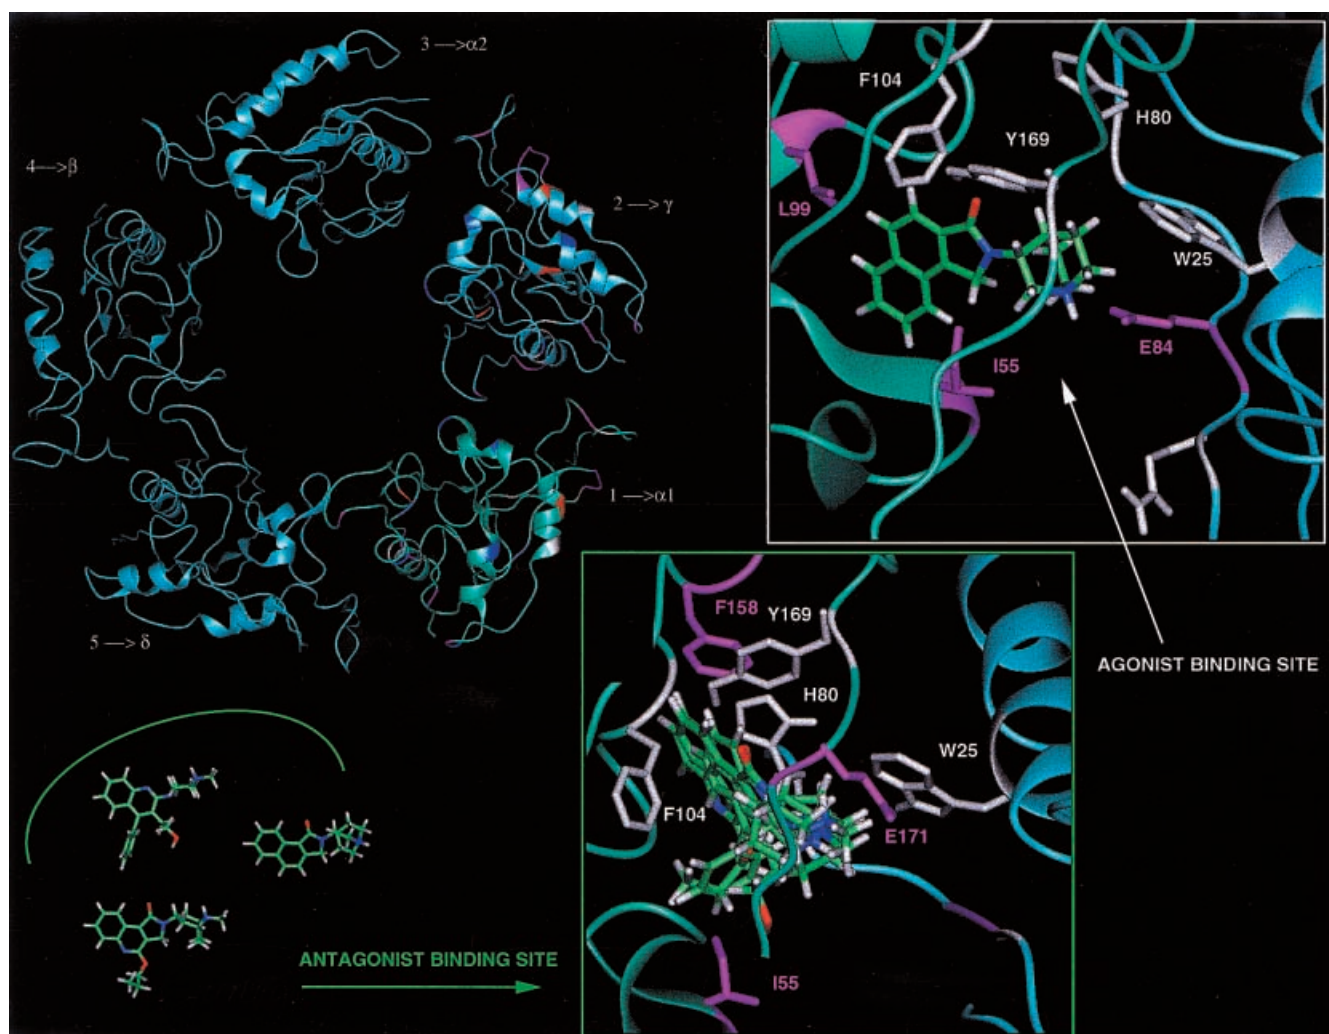 3 —>α2
4—>β
2 —> γ
1 —>α1
5 —> δ
F104
H80
Y169
L99
W25
I55
E84
AGONIST BINDING SITE
F158
Y169
H80
W25
F104
E171
I55
ANTAGONIST BINDING SITE